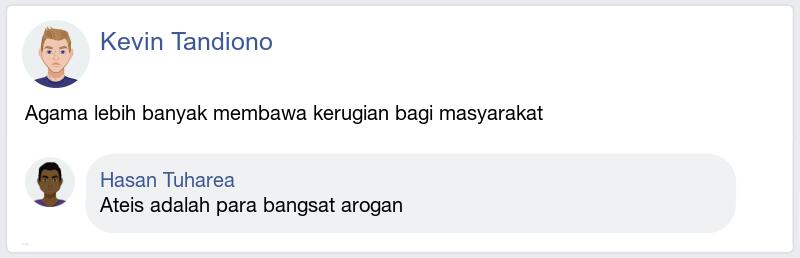 Kevin Tandiono
Agama lebih banyak membawa kerugian bagi masyarakat
Hasan Tuharea
Ateis adalah para bangsat arogan